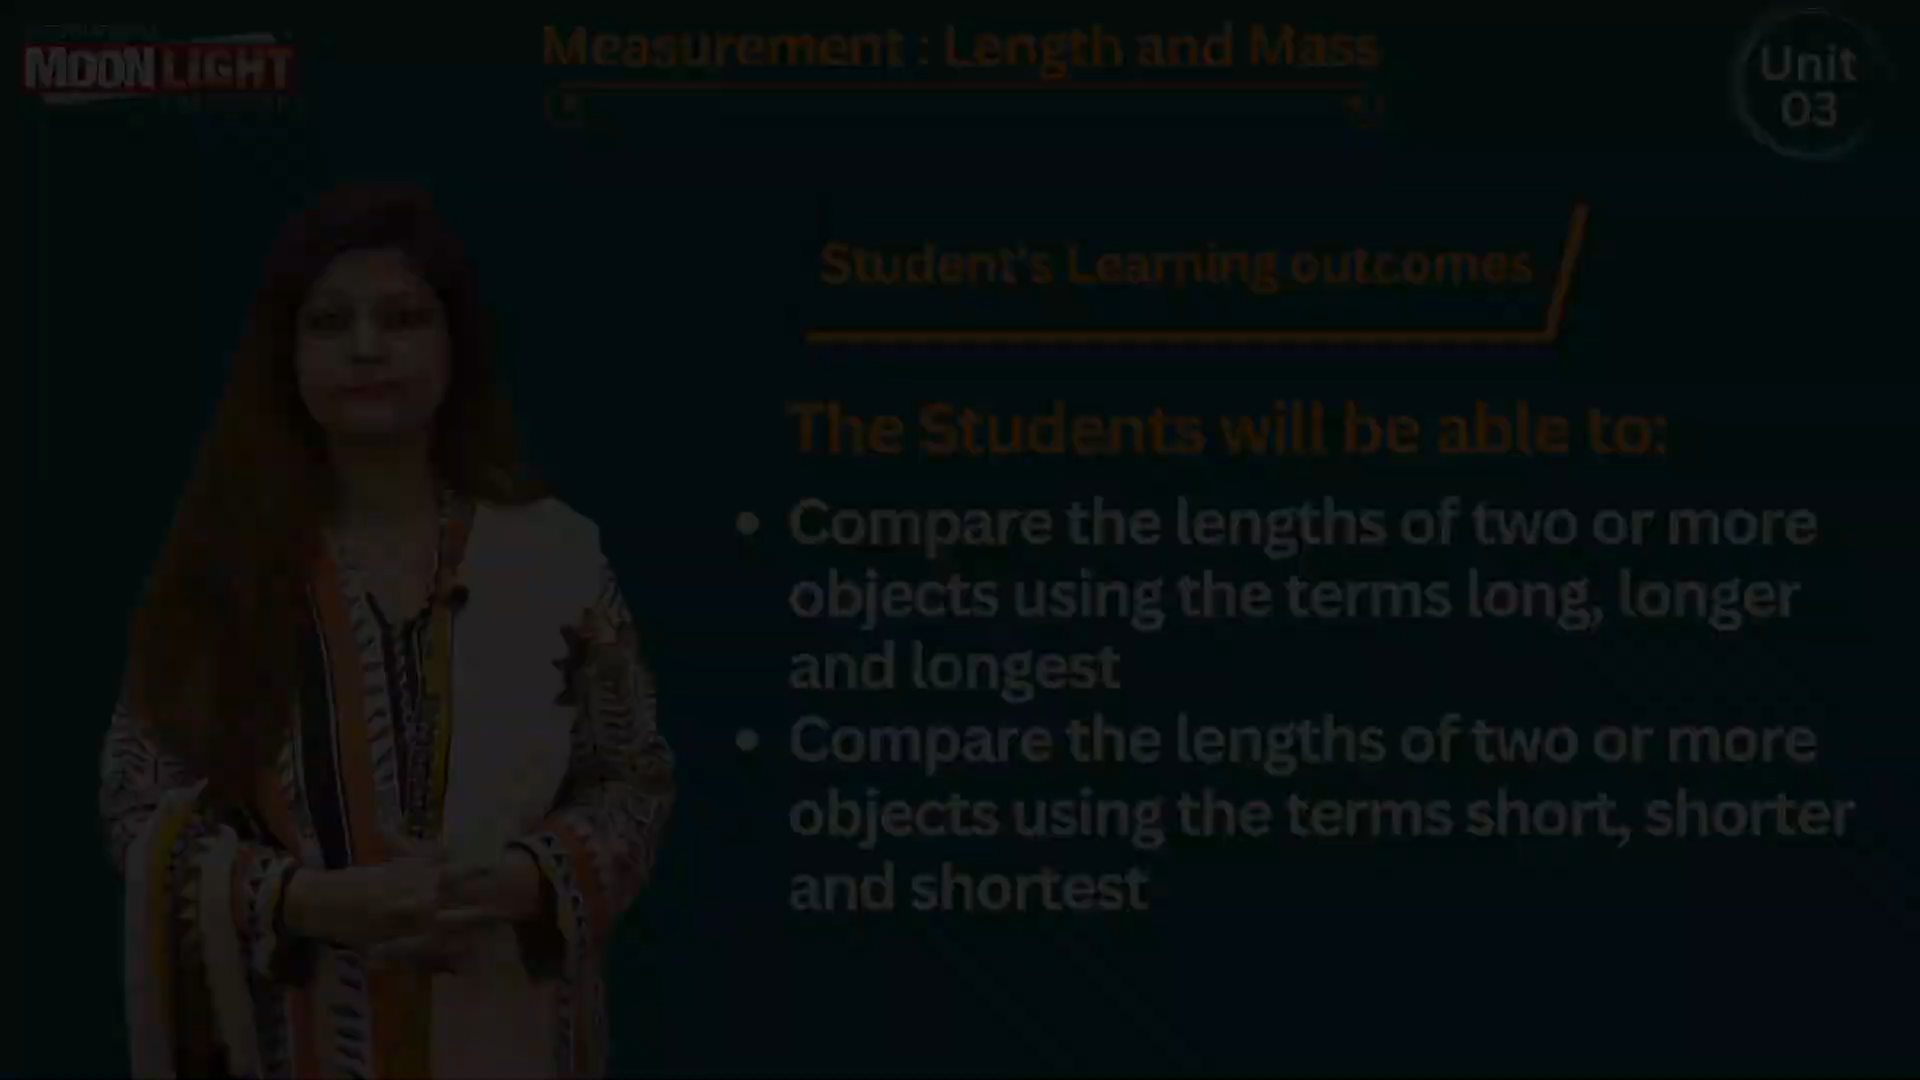 MOONLIGHT
Measurement : Length and Mass
Unit
03
Student's Learning outcomes
The Students will be able to:
• Compare the lengths of two or more
objects using the terms long, longer
and longest
• Compare the lengths of two or more
objects using the terms short, shorter
and shortest